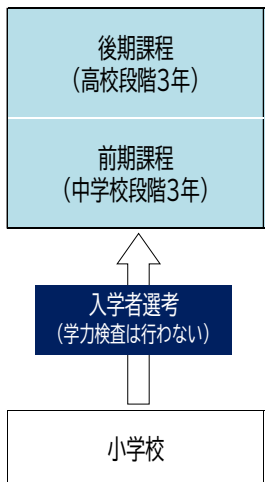 後期課程
（高校段階3年）
前期課程
（中学校段階3年）
入学者選考
（学力検査は行わない）
小学校